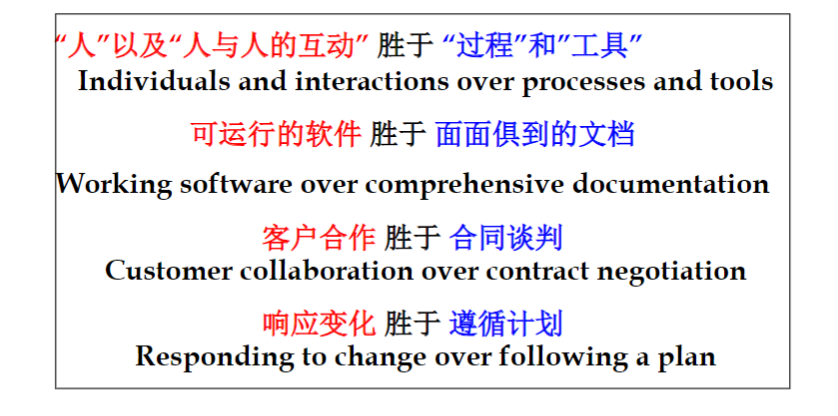 “人”以及“人与人的互动” 胜于 “过程”和”工具”
Individuals and interactions over processes and tools
可运行的软件 胜于 面面俱到的文档
Working software over comprehensive documentation
客户合作 胜于 合同谈判
Customer collaboration over contract negotiation
响应变化 胜于 遵循计划
Responding to change over following a plan